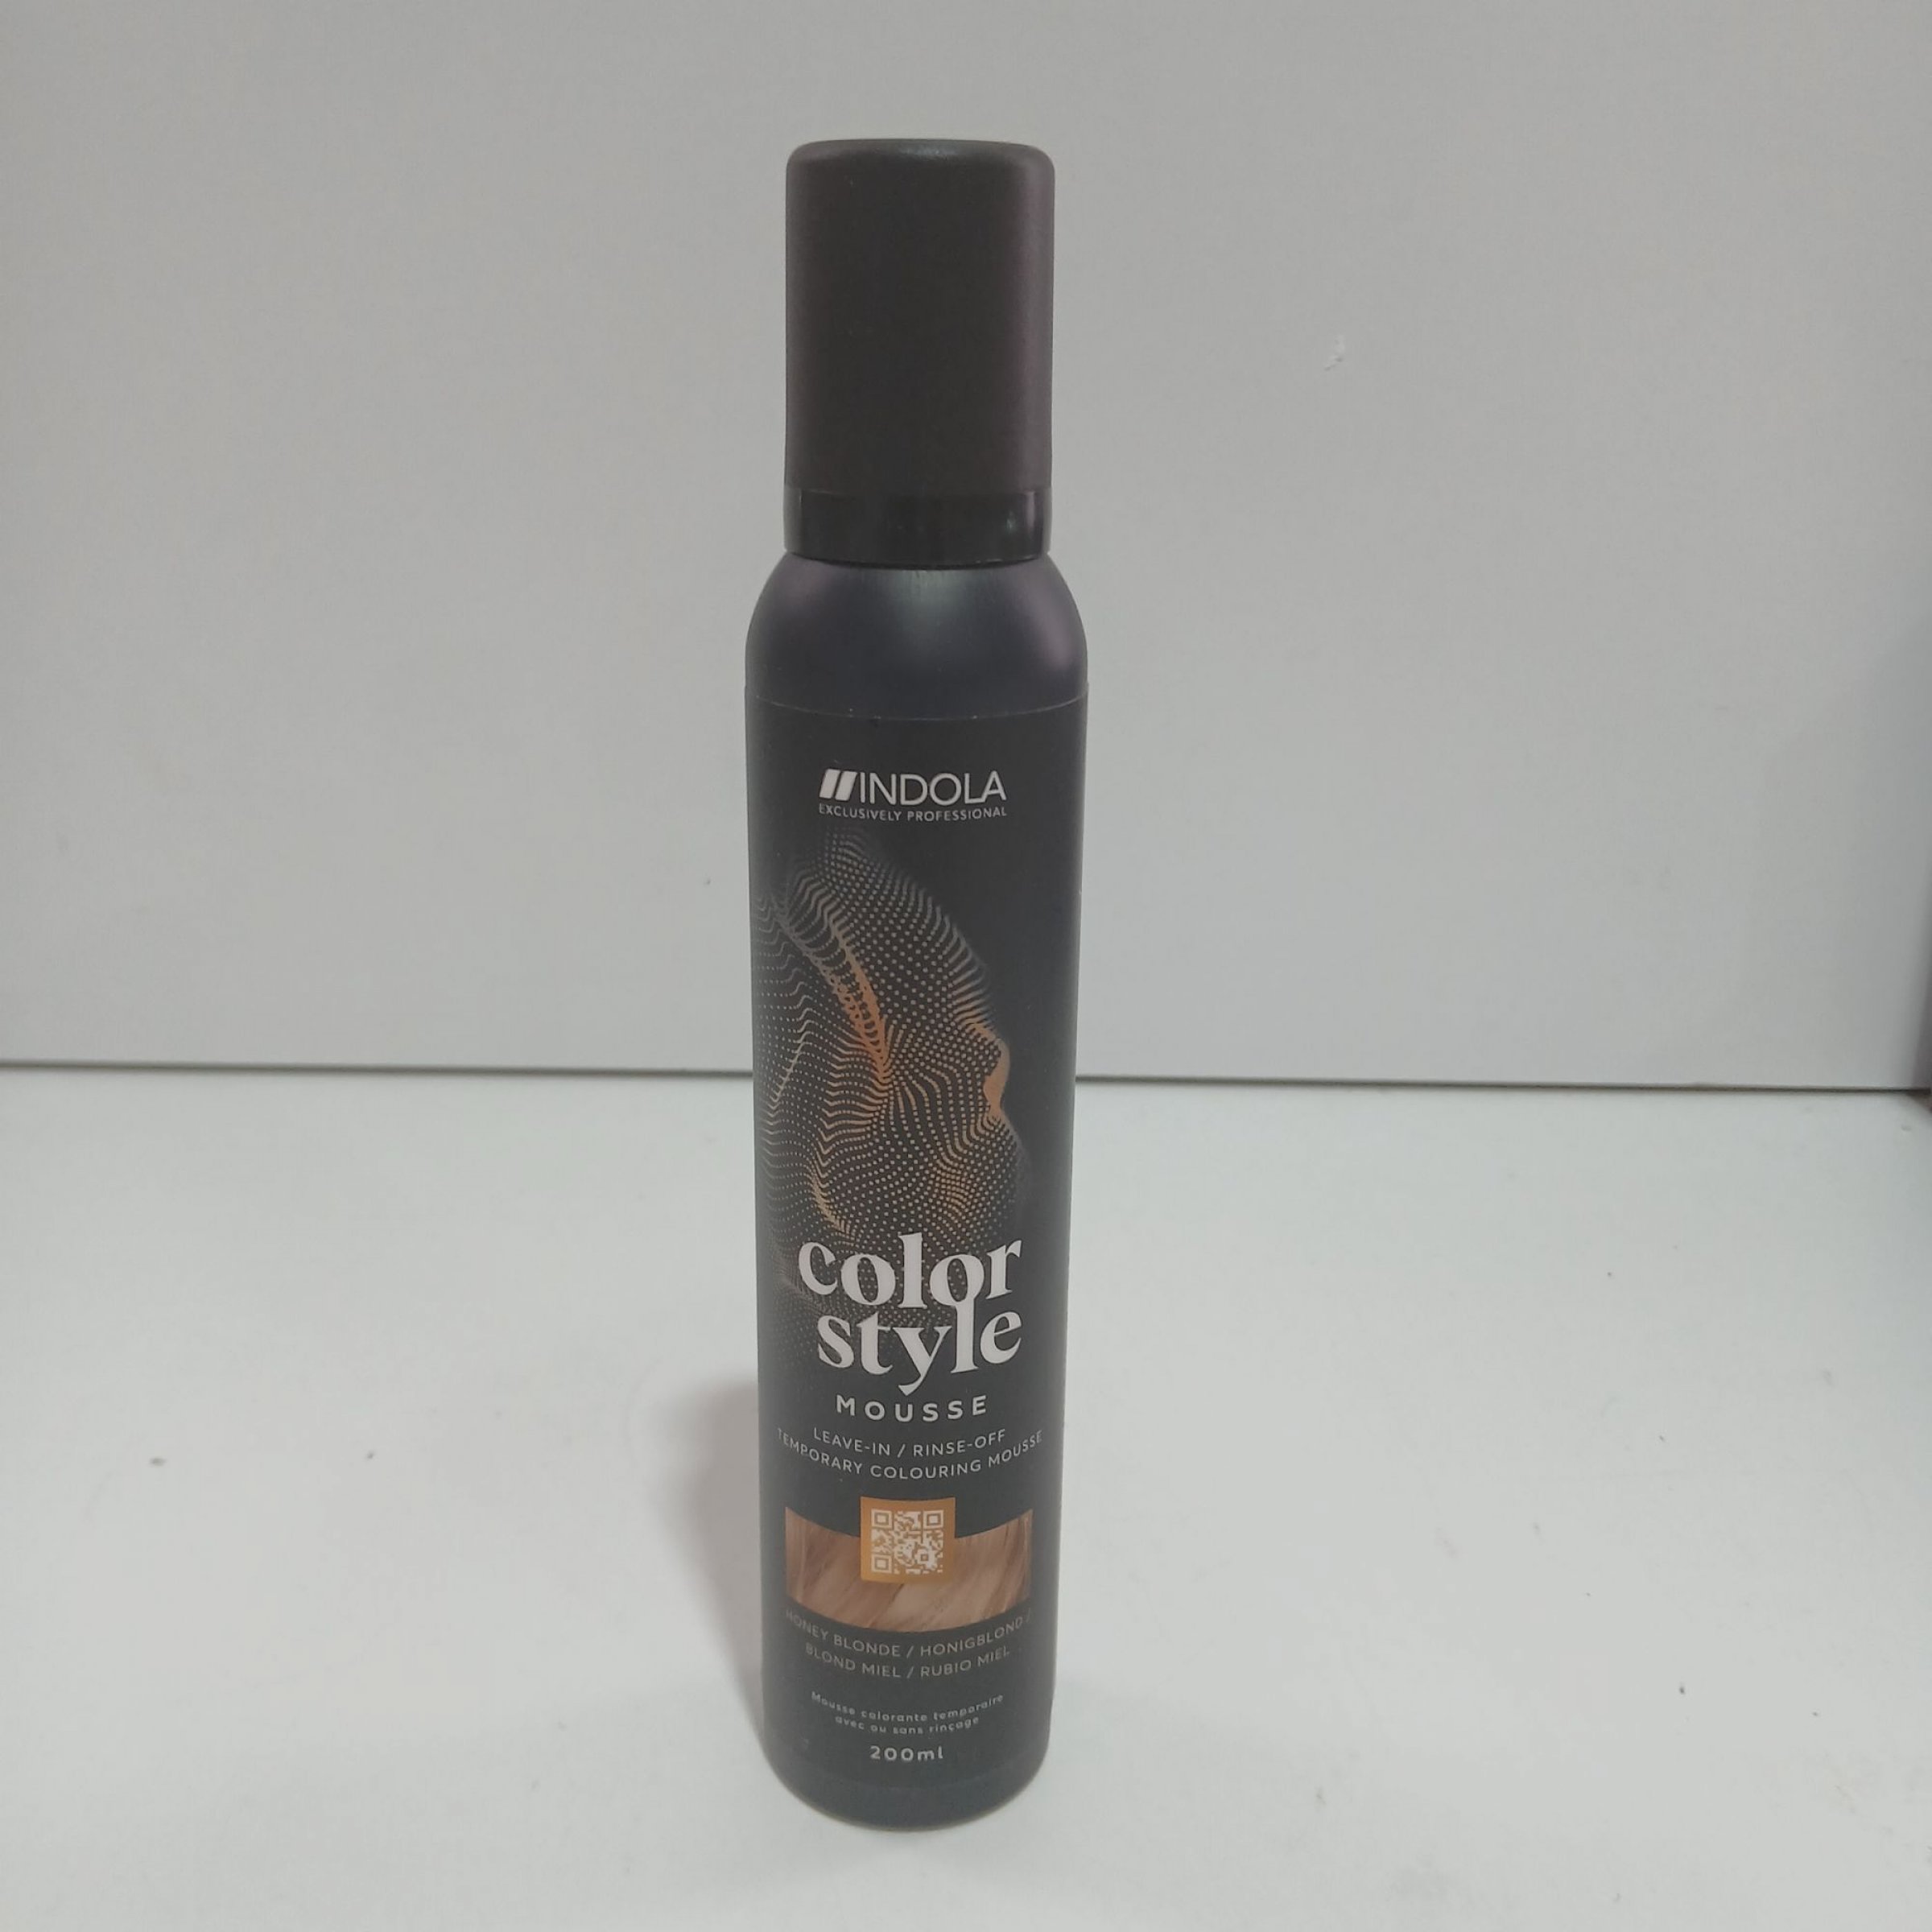 INDOLA
EXCLUSIVELY PROFESSIONAL
color
style
MOUSSE
LEAVE-IN / RINSE-OFF
TEMPORARY COLOURING MOUSSE
HONEY BLONDE / HONIGBLOND /
BLOND MIEL / RUBIO MIEL
Mousse colorante temporaire
avec ou sans rinçage
200ml